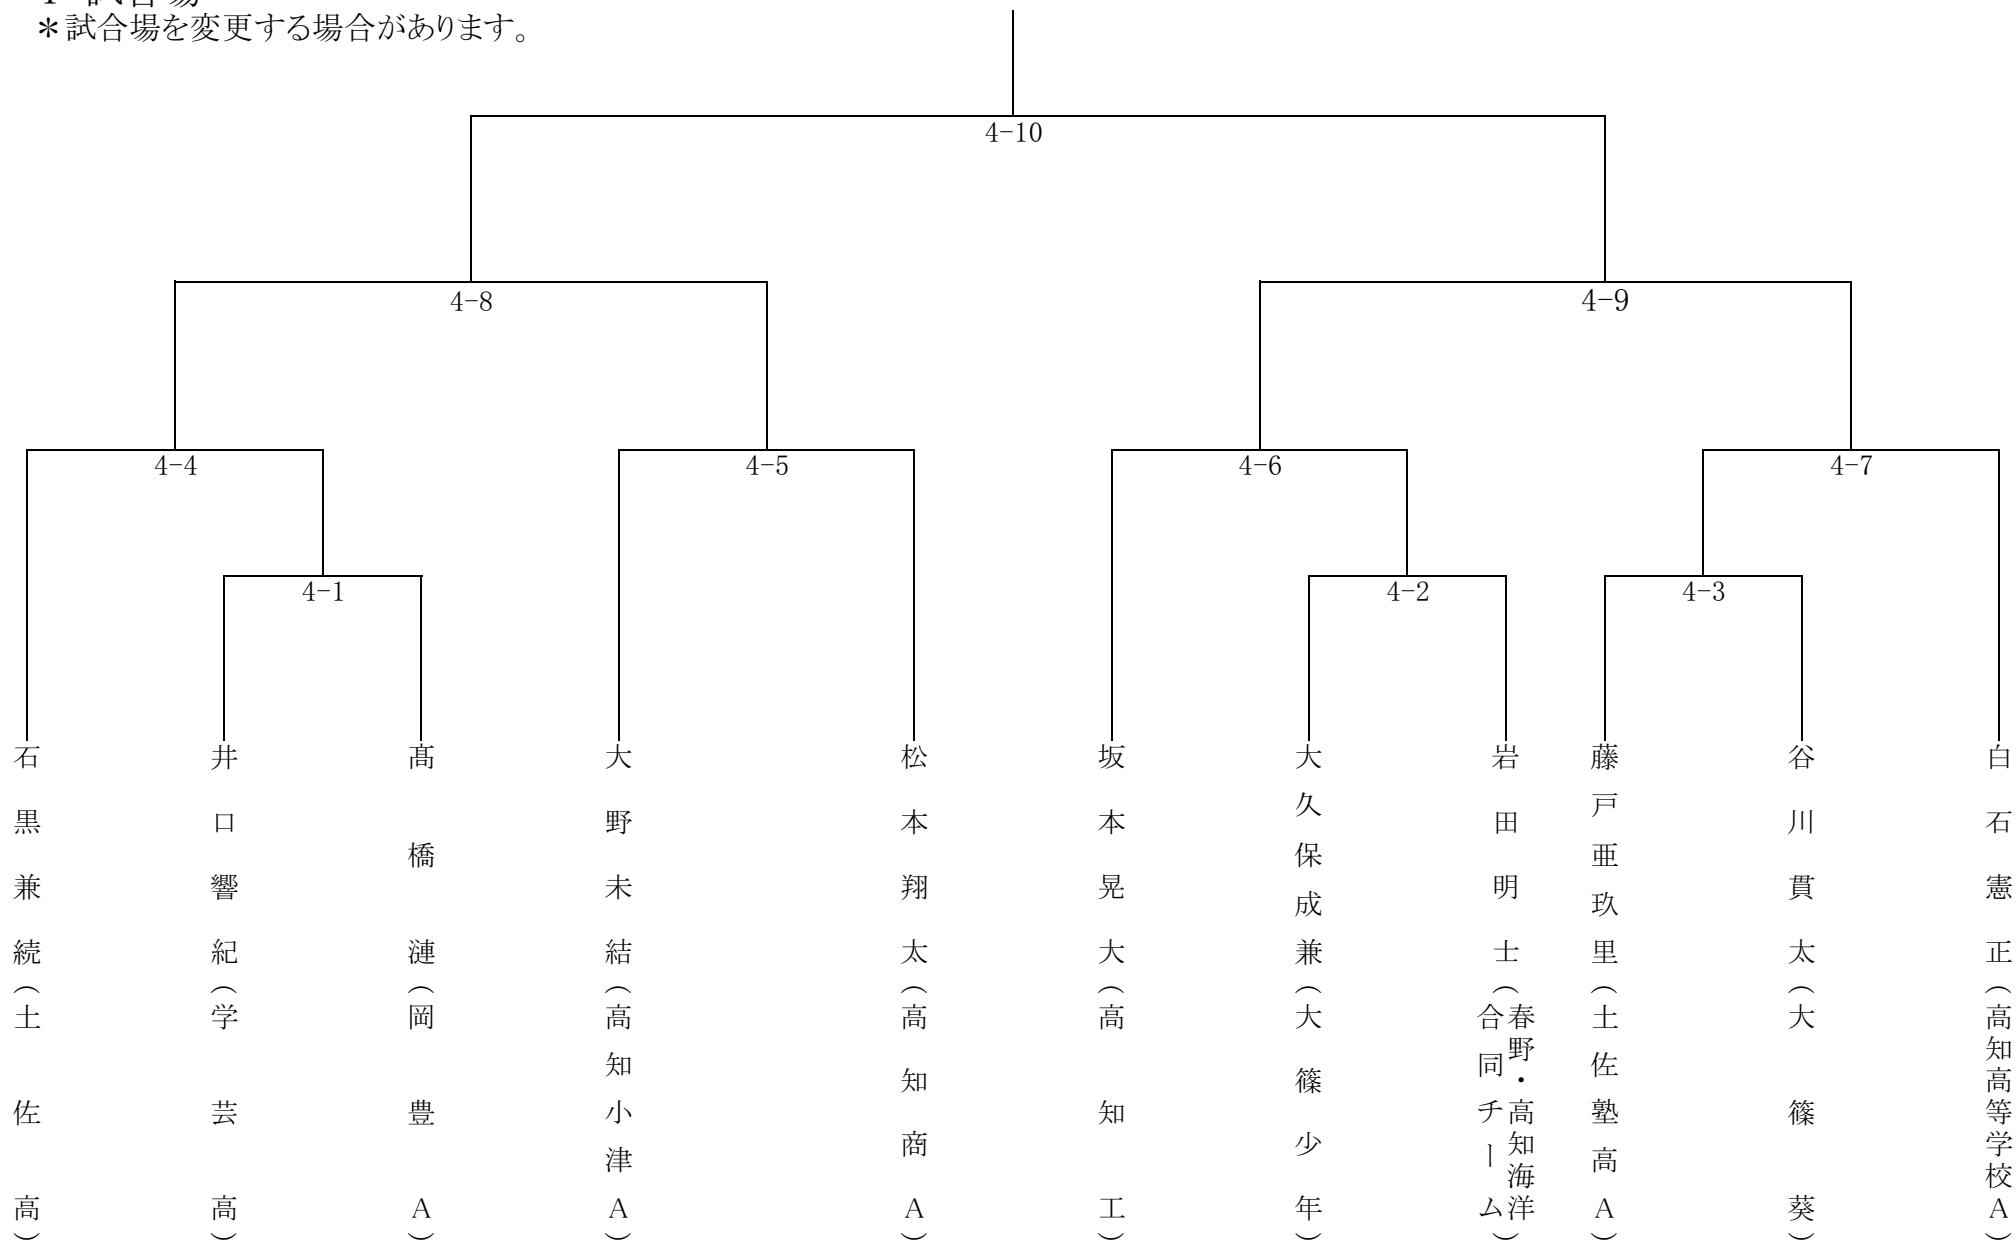 試合場
＊試合場を変更する場合があります。
4-10
4-8
4-9
4-4
4-5
4-6
4-7
4-1
4-2
4-3
石黒兼続（土佐高）
井口響紀（学芸高）
髙橋漣（岡豊Ａ）
大野未結（高知小津Ａ）
松本翔太（高知商Ａ）
坂本晃大（高知工）
大久保成兼（大篠少年）
岩田明士（春野・高知海洋合同チーム）
藤戸亜玖里（土佐塾高Ａ）
谷川貫太（大篠葵）
白石憲正（高知高等学校Ａ）